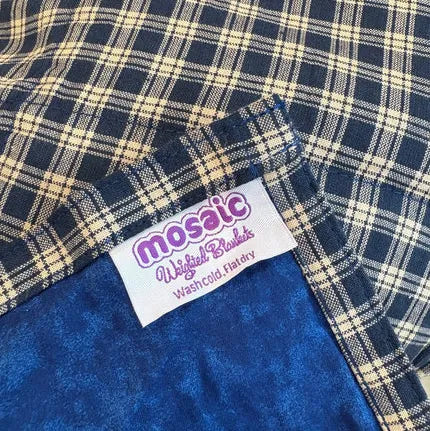 mosaic
Weighted Blankets
Wash cold, Flat dry